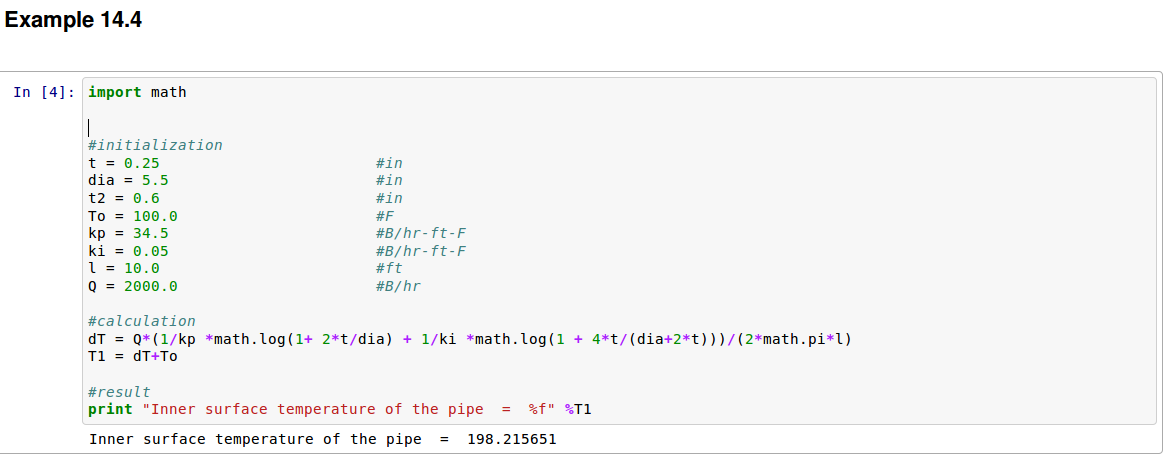 Example 14.4
In [4]: import math
#initialization
t = 0.25 #in
dia = 5.5 #in
t2 = 0.6 #in
To = 100.0 #F
kp = 34.5 #B/hr-ft-F
ki = 0.05 #B/hr-ft-F
l = 10.0 #ft
Q = 2000.0 #B/hr
#calculation
dT = Q*(1/kp *math.log(1+ 2*t/dia) + 1/ki *math.log(1 + 4*t/(dia+2*t)))/(2*math.pi*l)
T1 = dT+To
#result
print "Inner surface temperature of the pipe  =  %f" %T1
Inner surface temperature of the pipe  =  198.215651